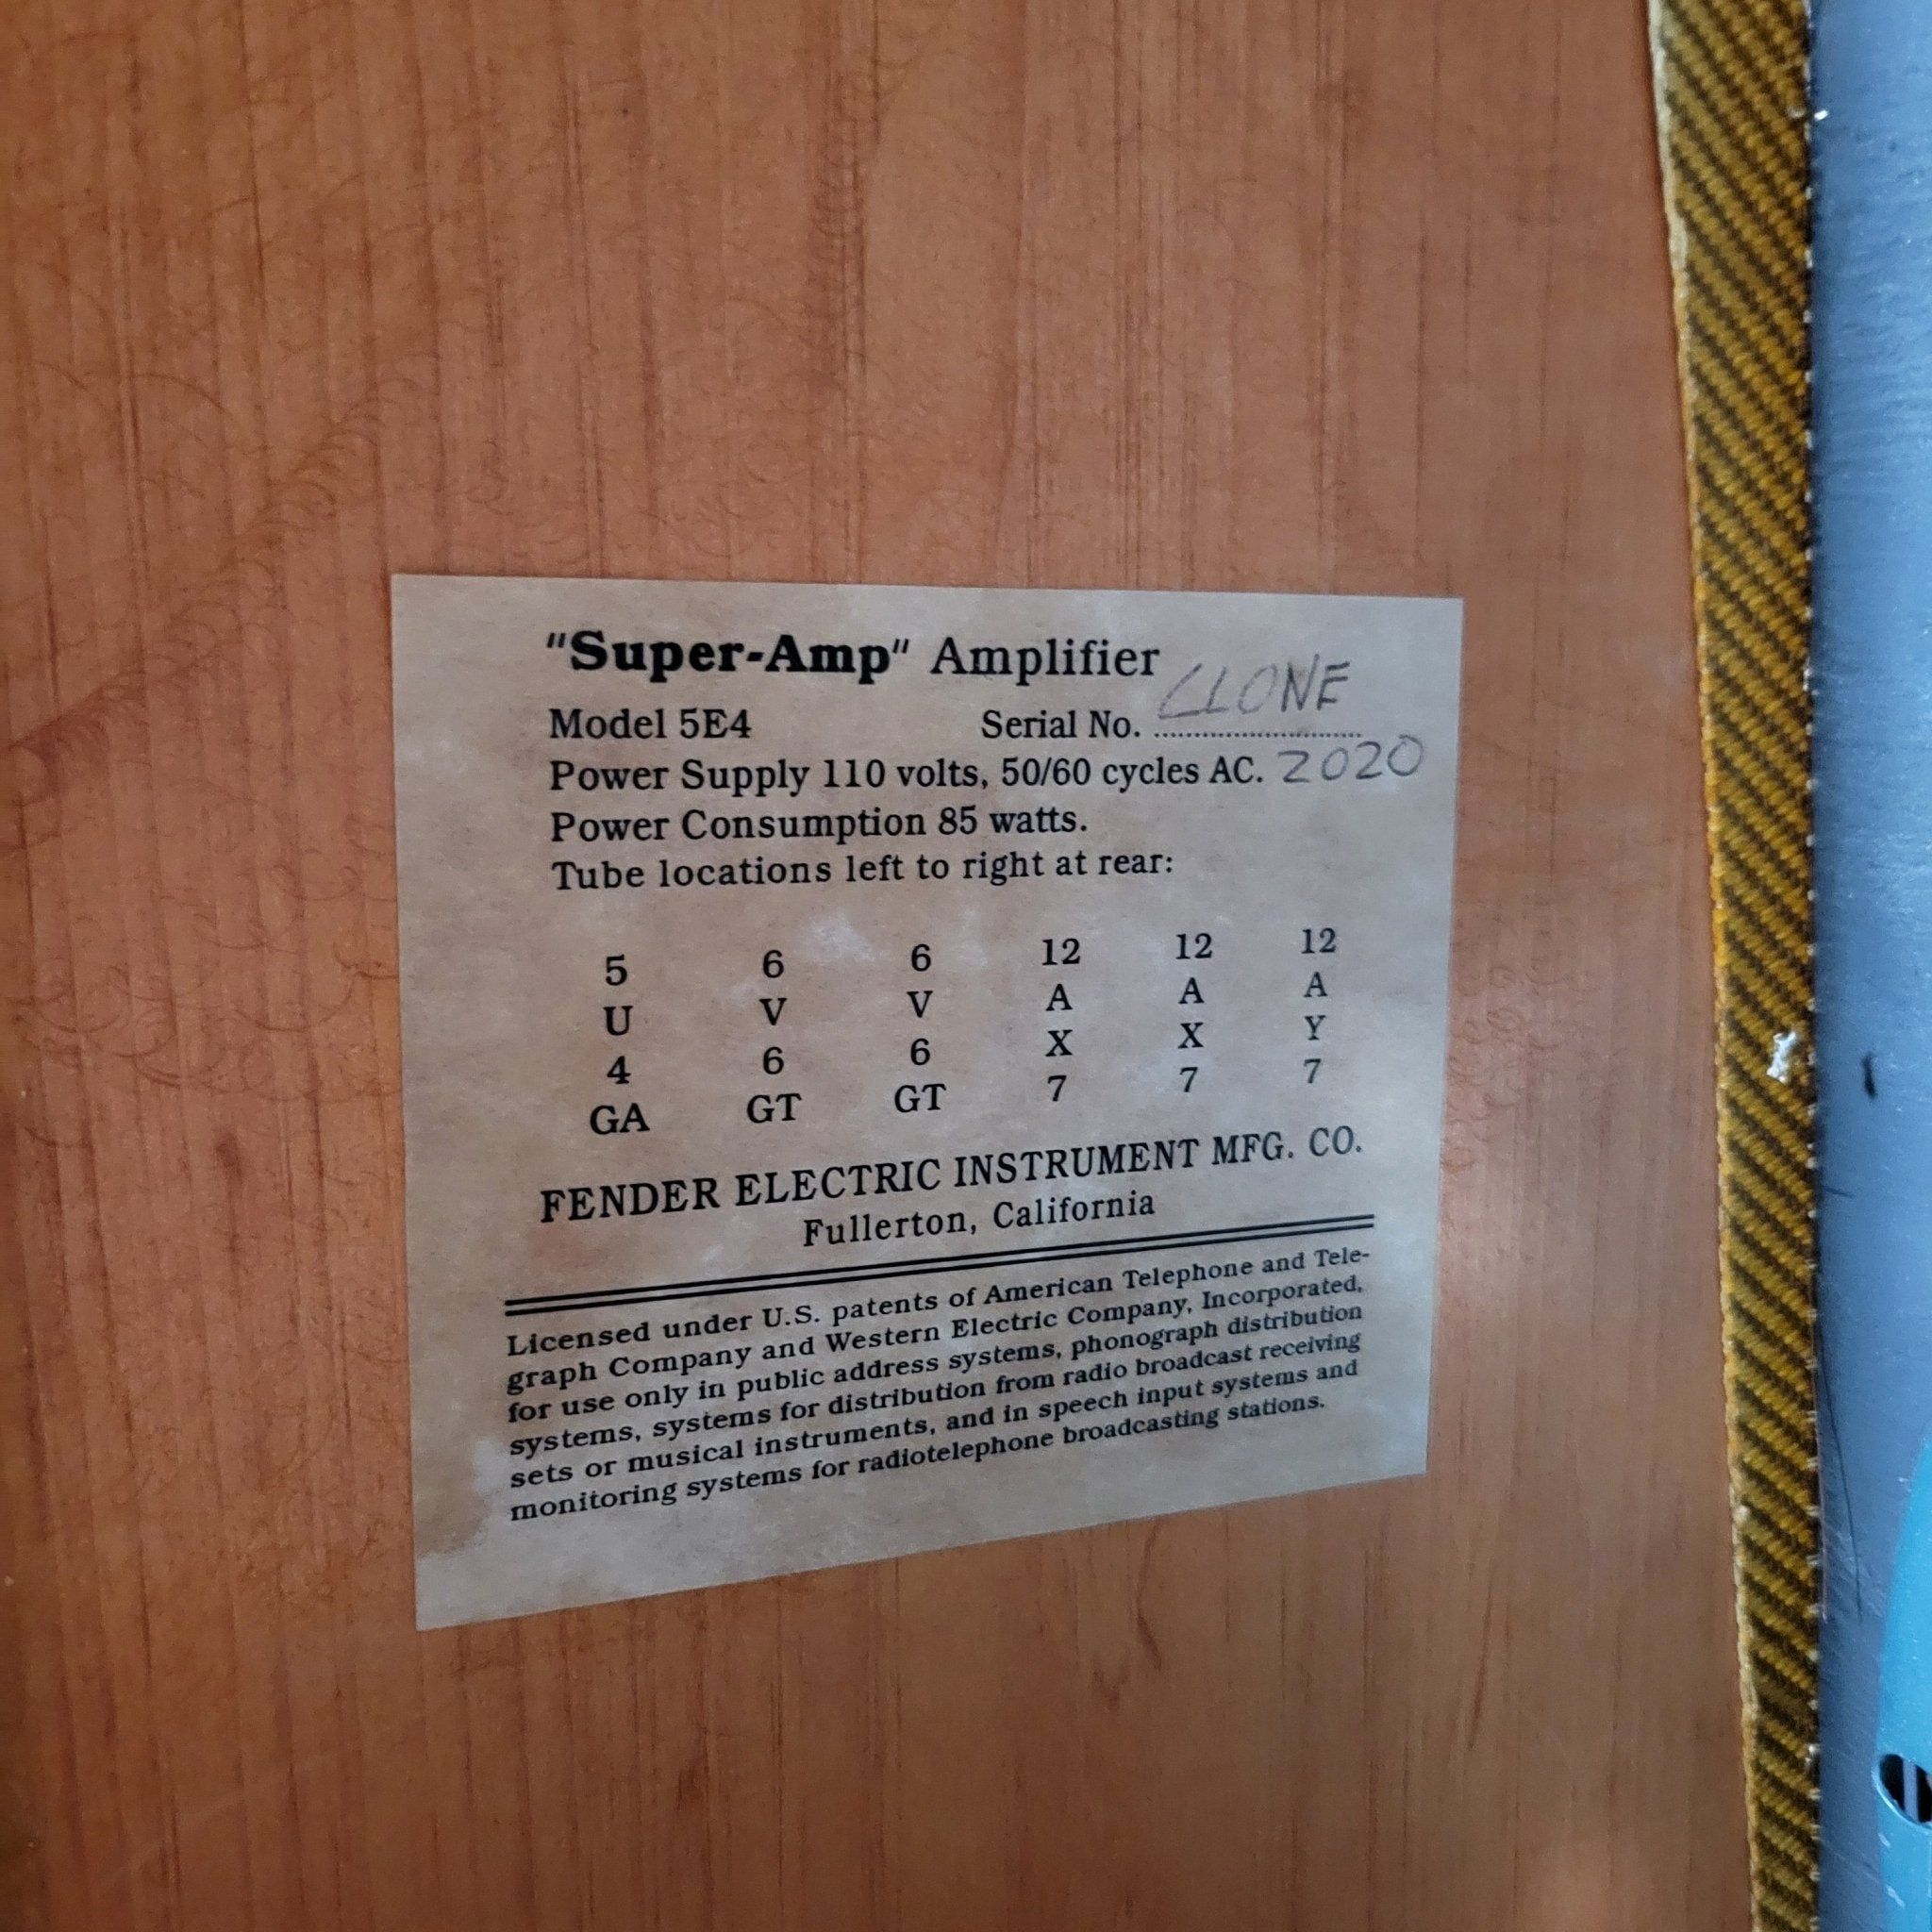 "Super-Amp" Amplifier
Model 5E4 Serial No. .......................... CLONE
Power Supply 110 volts, 50/60 cycles AC. 2020
Power Consumption 85 watts.
Tube locations left to right at rear:
5 6 6 12 12 12
U V V A A A
4 6 6 X X Y
GA GT GT 7 7 7
FENDER ELECTRIC INSTRUMENT MFG. CO.
Fullerton, California
Licensed under U.S. patents of American Telephone and Tele-
graph Company and Western Electric Company, Incorporated,
for use only in public address systems, phonograph distribution
systems, systems for distribution from radio broadcast receiving
sets or musical instruments, and in speech input systems and
monitoring systems for radiotelephone broadcasting stations.